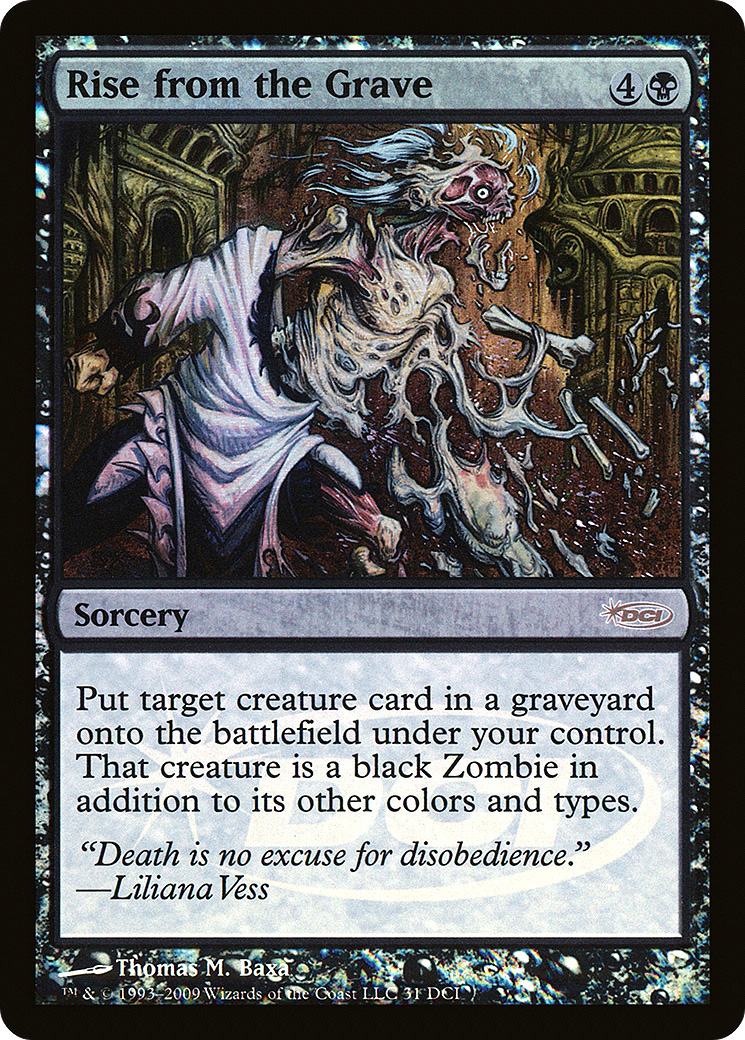 Rise from the Grave 4
Sorcery DCI
Put target creature card in a graveyard
onto the battlefield under your control.
That creature is a black Zombie in
addition to its other colors and types.
“Death is no excuse for disobedience.”
—Liliana Vess
DCI
Thomas M. Baxa
™ & © 1993–2009 Wizards of the Coast LLC 31 DCI